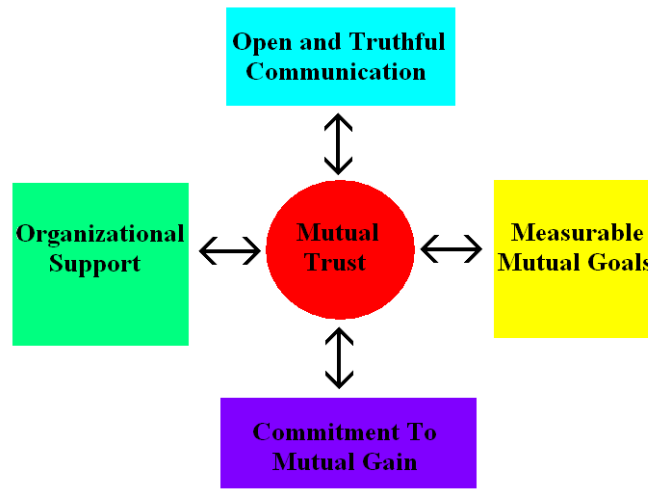 Open and Truthful
Communication
Organizational
Support
Mutual
Trust
Measurable
Mutual Goals
Commitment To
Mutual Gain